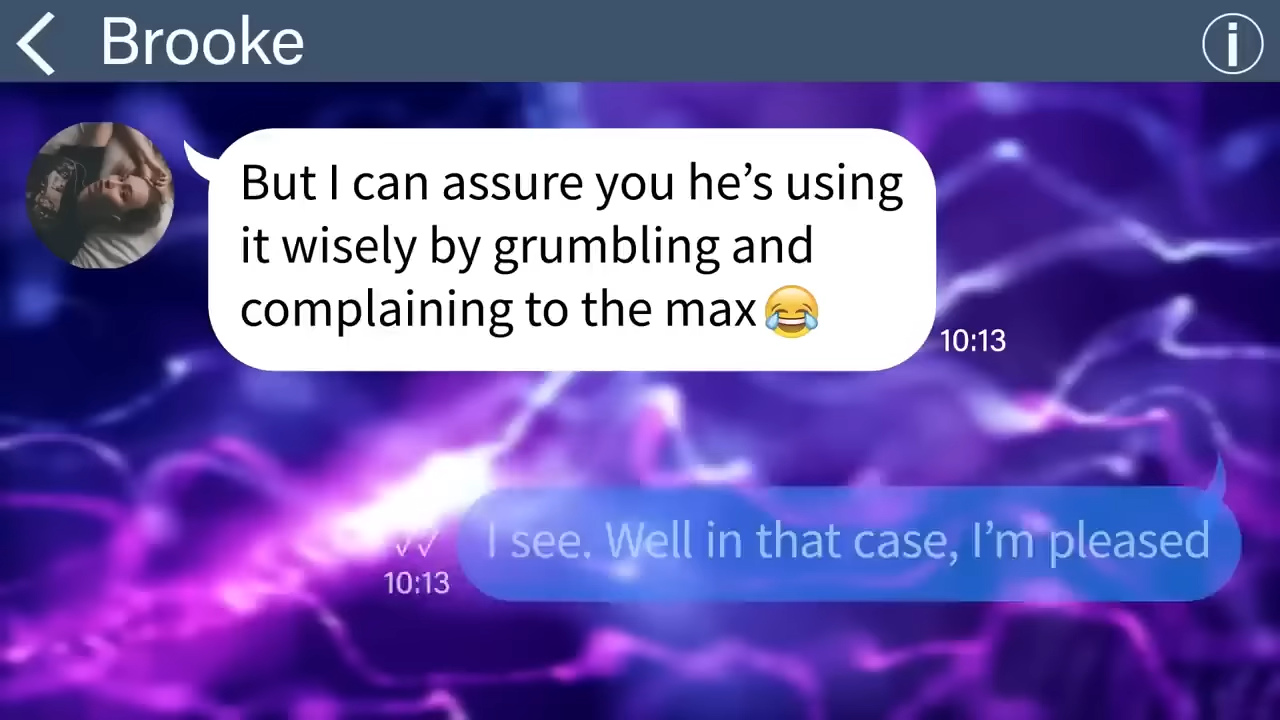 Brooke
But I can assure you he’s using
it wisely by grumbling and
complaining to the max😂
10:13
I see. Well in that case, I’m pleased
10:13